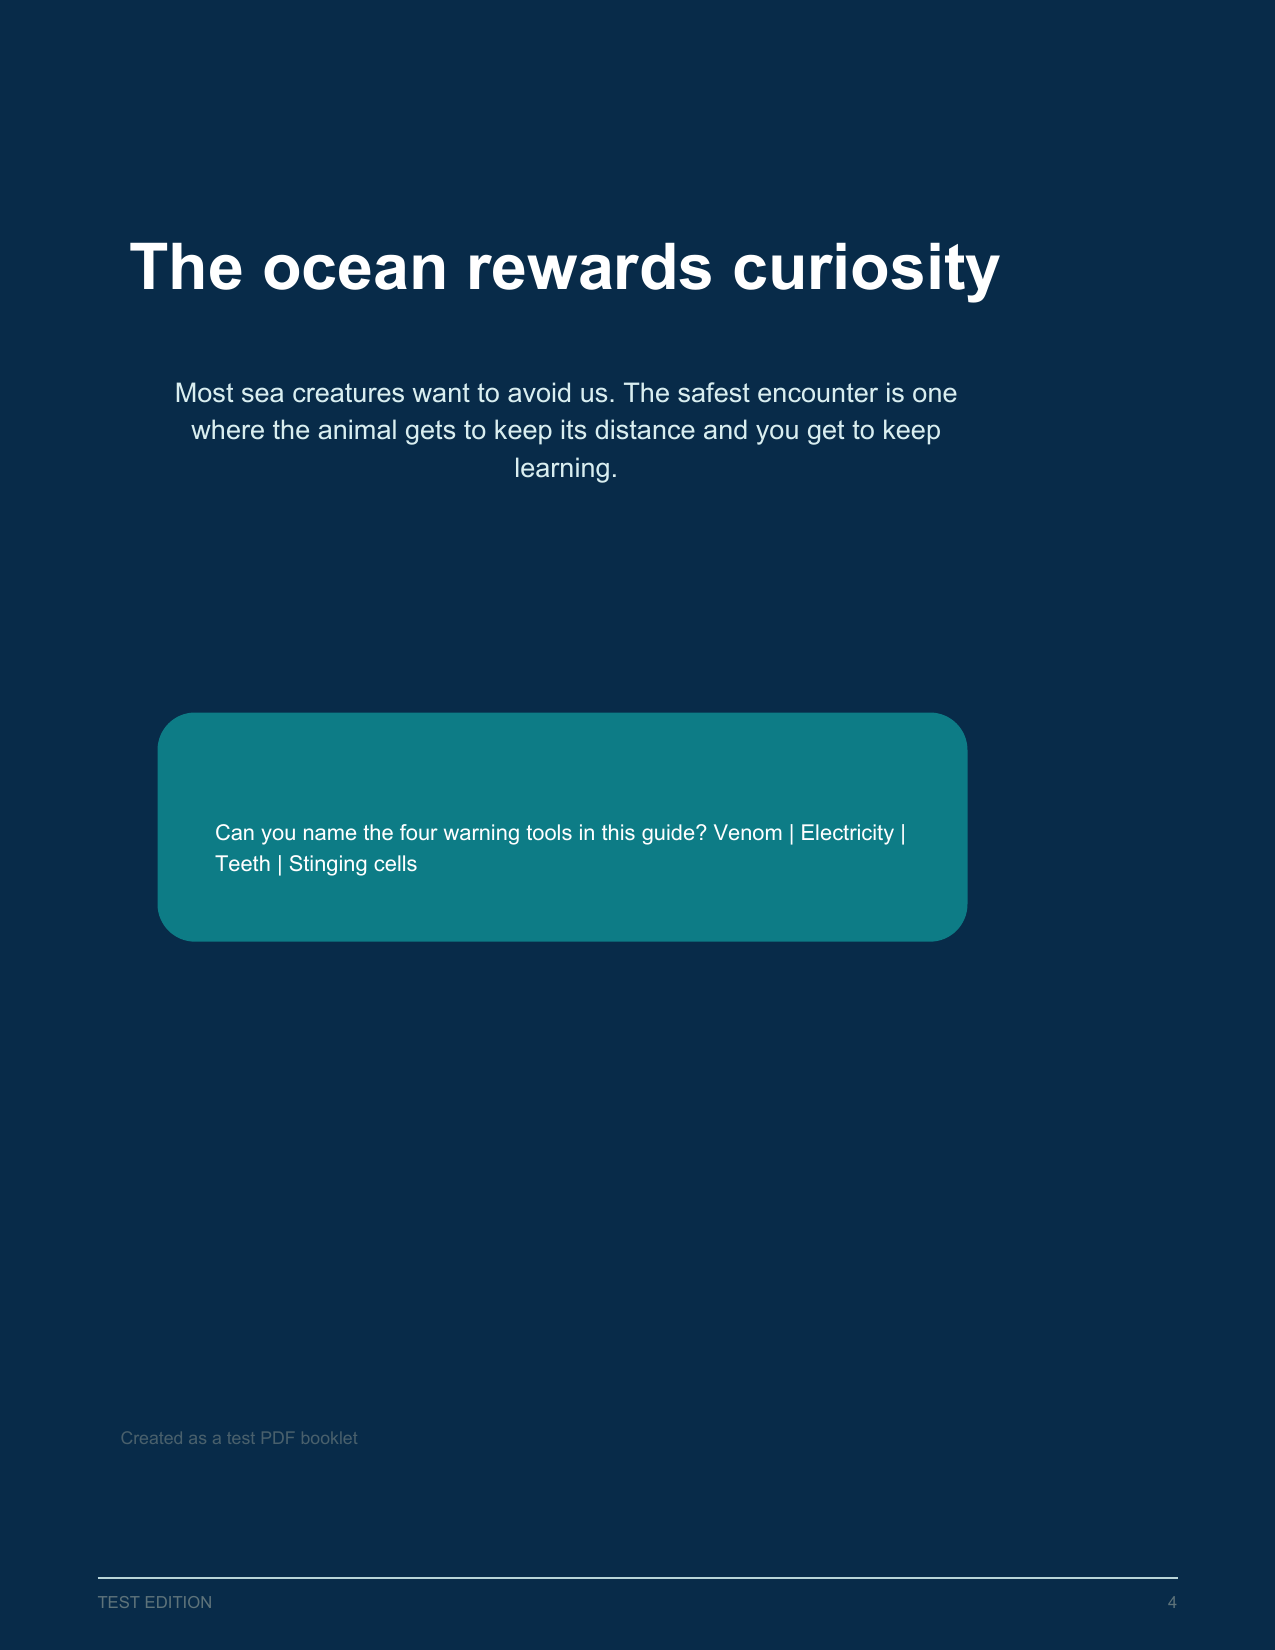 The ocean rewards curiosity
Most sea creatures want to avoid us. The safest encounter is one
where the animal gets to keep its distance and you get to keep
learning.
Can you name the four warning tools in this guide? Venom | Electricity |
Teeth | Stinging cells
Created as a test PDF booklet
TEST EDITION 4